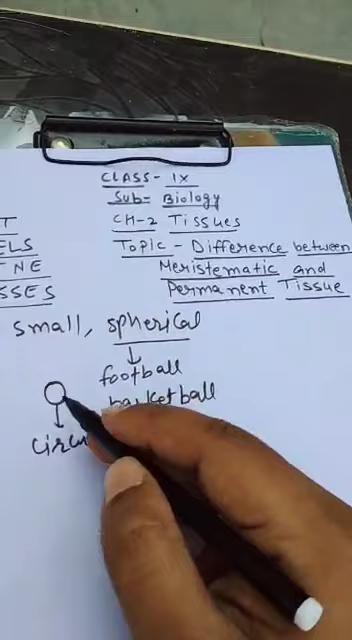 CLASS- IX
Sub= Biology
CH-2 Tissues
Topic - Difference between
Meristematic and
Permanent Tissue
T
ELS
TNE
SSES
small, spherical
football
basketball